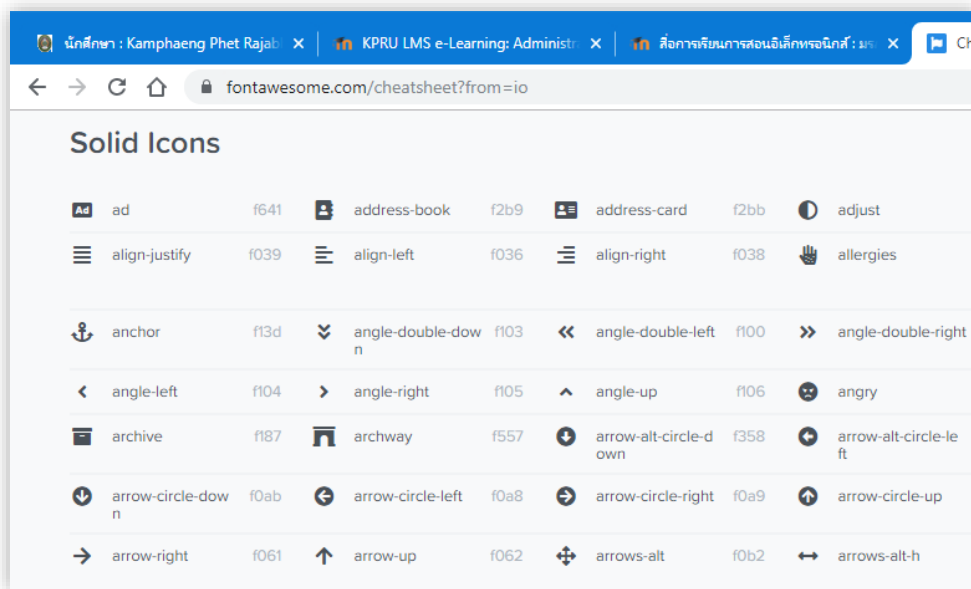 นักศึกษา : Kamphaeng Phet Rajab
KPRU LMS e-Learning: Administr
สื่อการเรียนการสอนอิเล็กทรอนิกส์ : มร
Ch
fontawesome.com/cheatsheet?from=io
Solid Icons
Ad ad f641 address-book f2b9 address-card f2bb adjust
align-justify f039 align-left f036 align-right f038 allergies
anchor f13d angle-double-dow f103 angle-double-left f100 angle-double-right
n
angle-left f104 angle-right f105 angle-up f106 angry
archive f187 archway f557 arrow-alt-circle-d f358 arrow-alt-circle-le
own ft
arrow-circle-dow f0ab arrow-circle-left f0a8 arrow-circle-right f0a9 arrow-circle-up
n
arrow-right f061 arrow-up f062 arrows-alt f0b2 arrows-alt-h